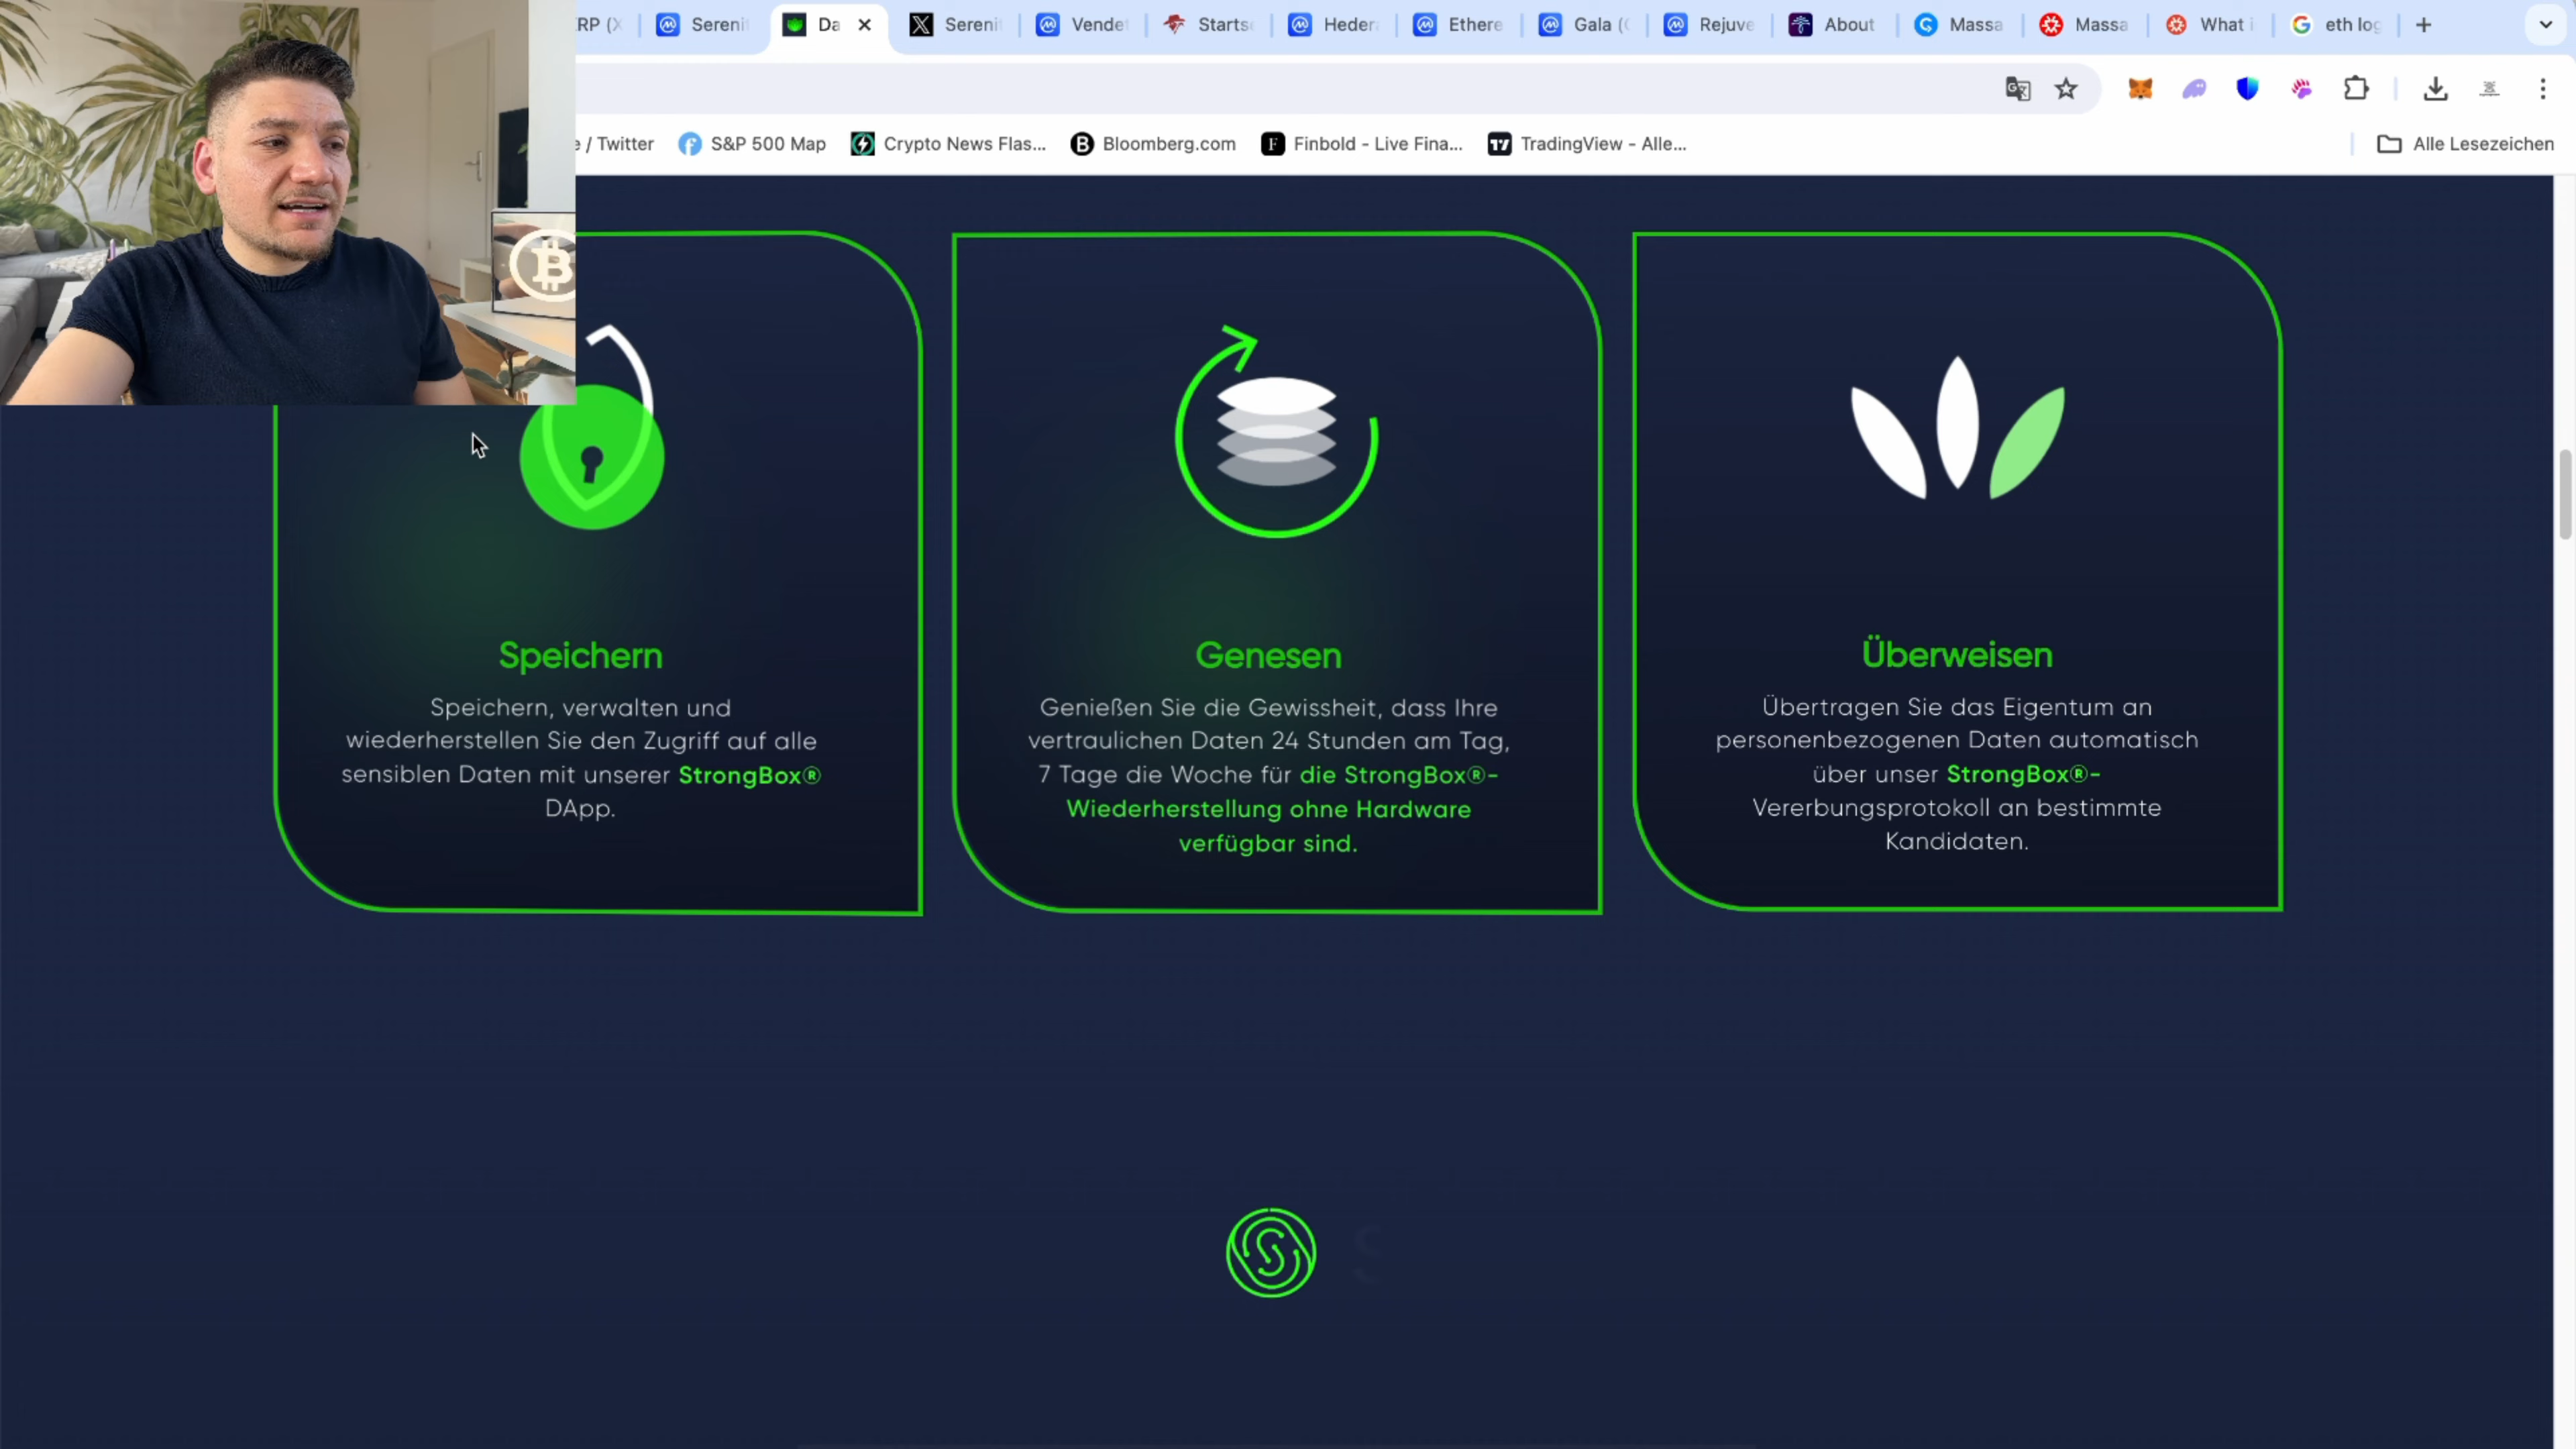 RP (X
Sereni
Da
Sereni
Vendet
Starts
Heder
Ethere
Gala (
Rejuve
About
Massa
Massa
What i
eth log
e / Twitter
S&P 500 Map
Crypto News Flas...
Bloomberg.com
Finbold - Live Fina...
TradingView - Alle...
Alle Lesezeichen
Speichern
Speichern, verwalten und
wiederherstellen Sie den Zugriff auf alle
sensiblen Daten mit unserer StrongBox®
DApp.
Genesen
Genießen Sie die Gewissheit, dass Ihre
vertraulichen Daten 24 Stunden am Tag,
7 Tage die Woche für die StrongBox®-
Wiederherstellung ohne Hardware
verfügbar sind.
Überweisen
Übertragen Sie das Eigentum an
personenbezogenen Daten automatisch
über unser StrongBox®-
Vererbungsprotokoll an bestimmte
Kandidaten.